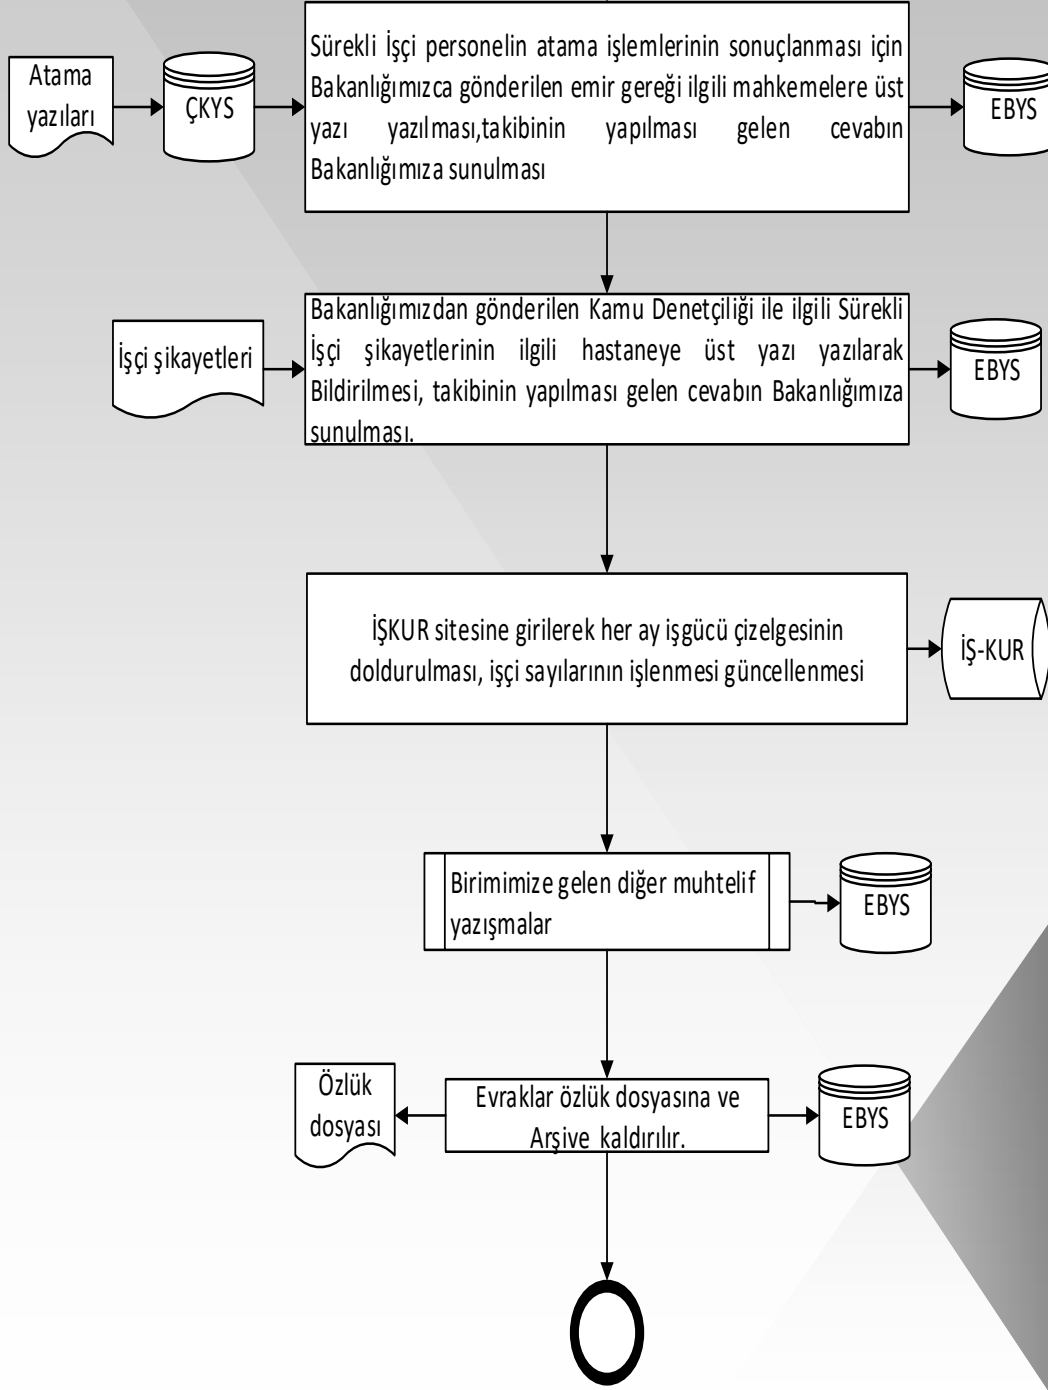 Atama
yazıları
ÇKYS
Sürekli İşçi personelin atama işlemlerinin sonuçlanması için
Bakanlığımızca gönderilen emir gereği ilgili mahkemelere üst
yazı yazılması,takibinin yapılması gelen cevabın
Bakanlığımıza sunulması
EBYS
İşçi şikayetleri
Bakanlığımızdan gönderilen Kamu Denetçiliği ile ilgili Sürekli
İşçi şikayetlerinin ilgili hastaneye üst yazı yazılarak
Bildirilmesi, takibinin yapılması gelen cevabın Bakanlığımıza
sunulması.
EBYS
İŞKUR sitesine girilerek her ay işgücü çizelgesinin
doldurulması, işçi sayılarının işlenmesi güncellenmesi
İŞ-KUR
Birimimize gelen diğer muhtelif
yazışmalar
EBYS
Özlük
dosyası
Evraklar özlük dosyasına ve
Arşive kaldırılır.
EBYS